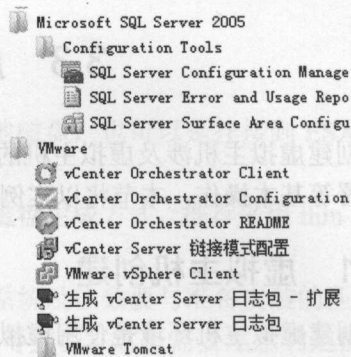 Microsoft SQL Server 2005
Configuration Tools
SQL Server Configuration Manage
SQL Server Error and Usage Repo
SQL Server Surface Area Configu
VMware
vCenter Orchestrator Client
vCenter Orchestrator Configuration
vCenter Orchestrator README
vCenter Server 链接模式配置
VMware vSphere Client
生成 vCenter Server 日志包 - 扩展
生成 vCenter Server 日志包
VMware Tomcat